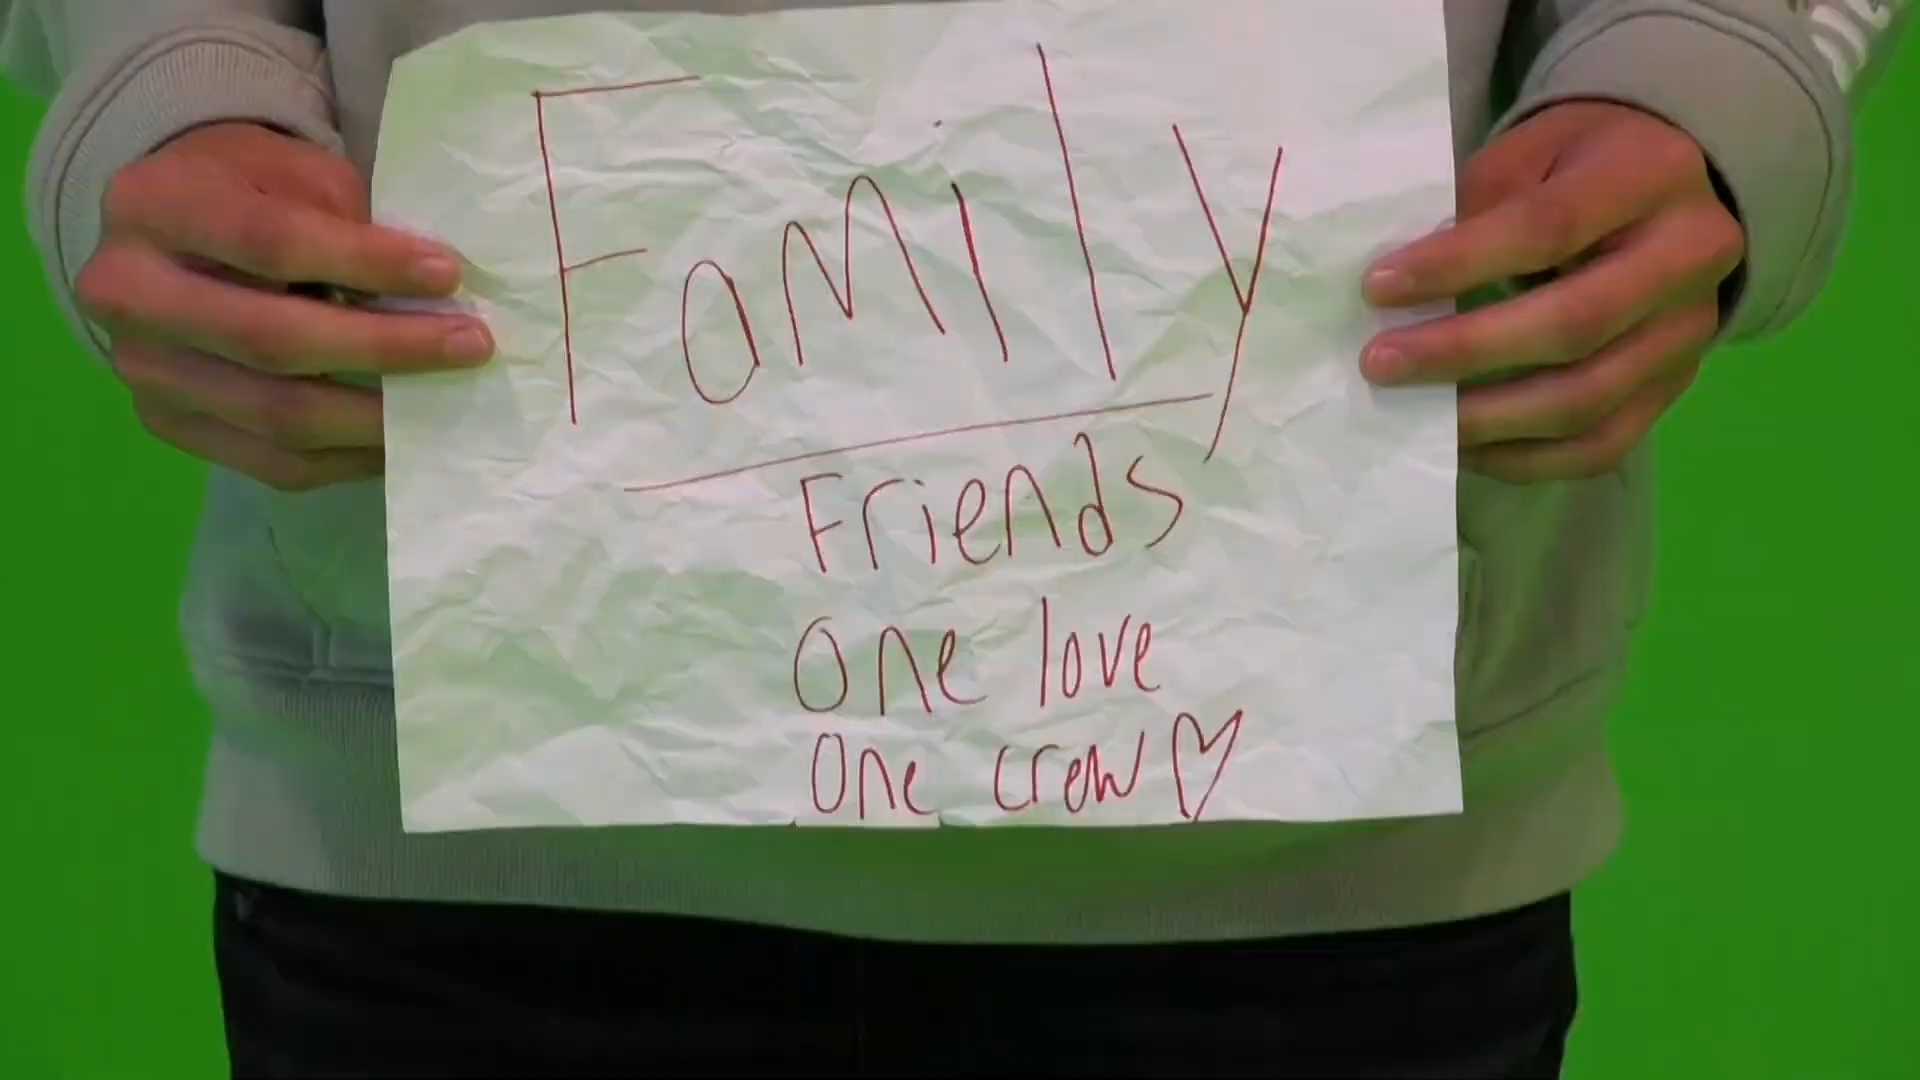 Family
Friends
One love
One crew ♡